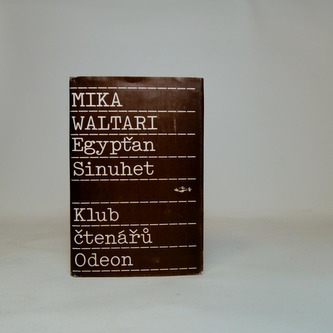 MIKA
WALTARI
Egypťan
Sinuhet
Klub
čtenářů
Odeon